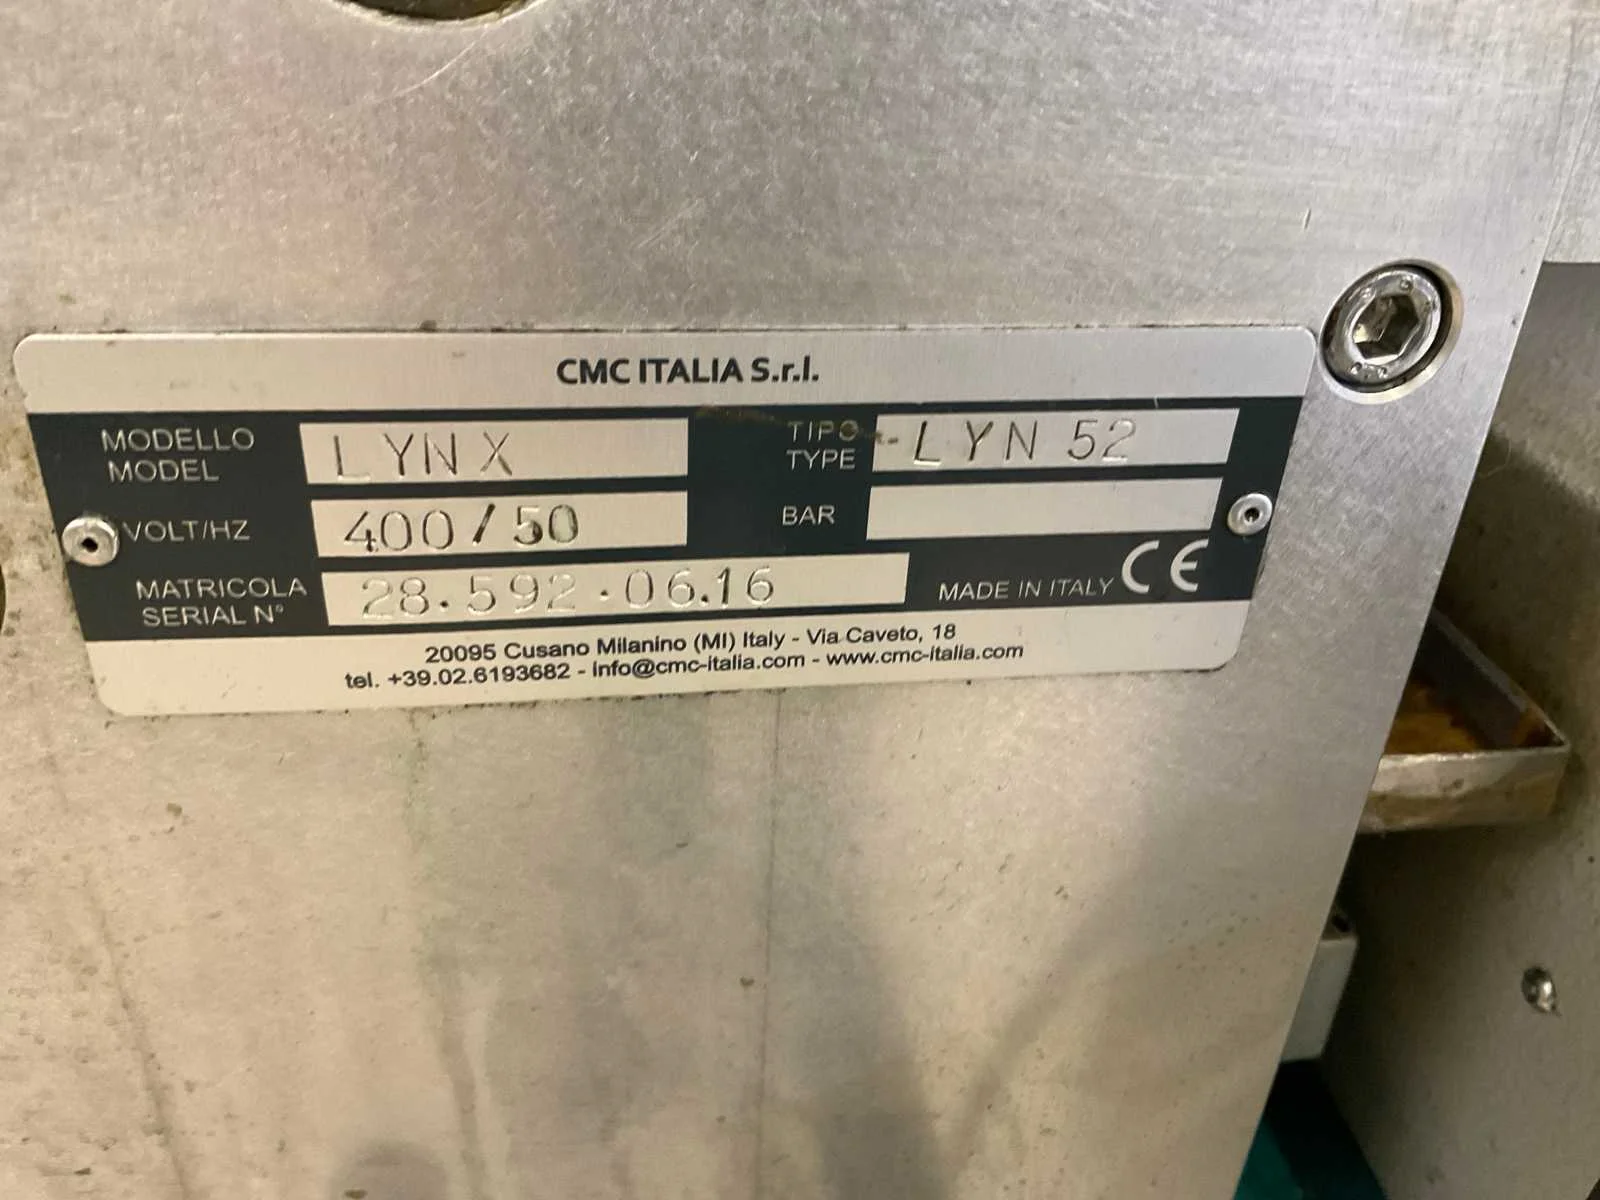 CMC ITALIA S.r.l.
MODELLO
MODEL
LYNX
TIPO
TYPE
LYN 52
VOLT/HZ
400/50
BAR
MATRICOLA
SERIAL N°
28.592.06.16
MADE IN ITALY CE
20095 Cusano Milanino (MI) Italy - Via Caveto, 18
tel. +39.02.6193682 - info@cmc-italia.com - www.cmc-italia.com